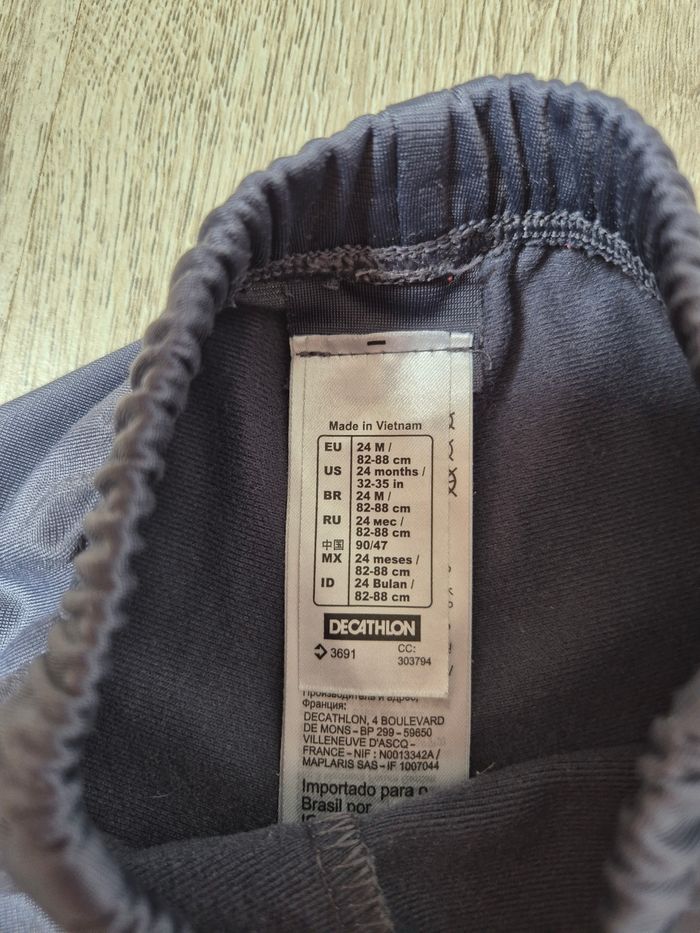 Made in Vietnam
EU 24 M /
82-88 cm
US 24 months /
32-35 in
BR 24 M /
82-88 cm
RU 24 мес /
82-88 cm
中国 90/47
MX 24 meses /
82-88 cm
ID 24 Bulan /
82-88 cm
DECATHLON
3691 CC:
303794
Производитель и адрес,
Франция:
DECATHLON, 4 BOULEVARD
DE MONS – BP 299 – 59650
VILLENEUVE D'ASCQ –
FRANCE – NIF : N0013342A /
MAPLARIS SAS – IF 1007044
Importado para o
Brasil por